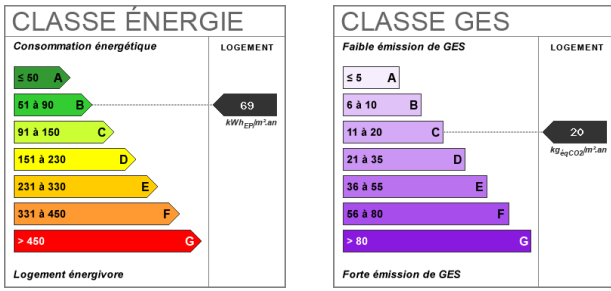 CLASSE ÉNERGIE
Consommation énergétique
LOGEMENT
≤ 50 A
51 à 90 B
69
kWhEP/m².an
91 à 150 C
151 à 230 D
231 à 330 E
331 à 450 F
> 450 G
Logement énergivore
CLASSE GES
Faible émission de GES
LOGEMENT
≤ 5 A
6 à 10 B
11 à 20 C
20
kgéqCO2/m².an
21 à 35 D
36 à 55 E
56 à 80 F
> 80 G
Forte émission de GES